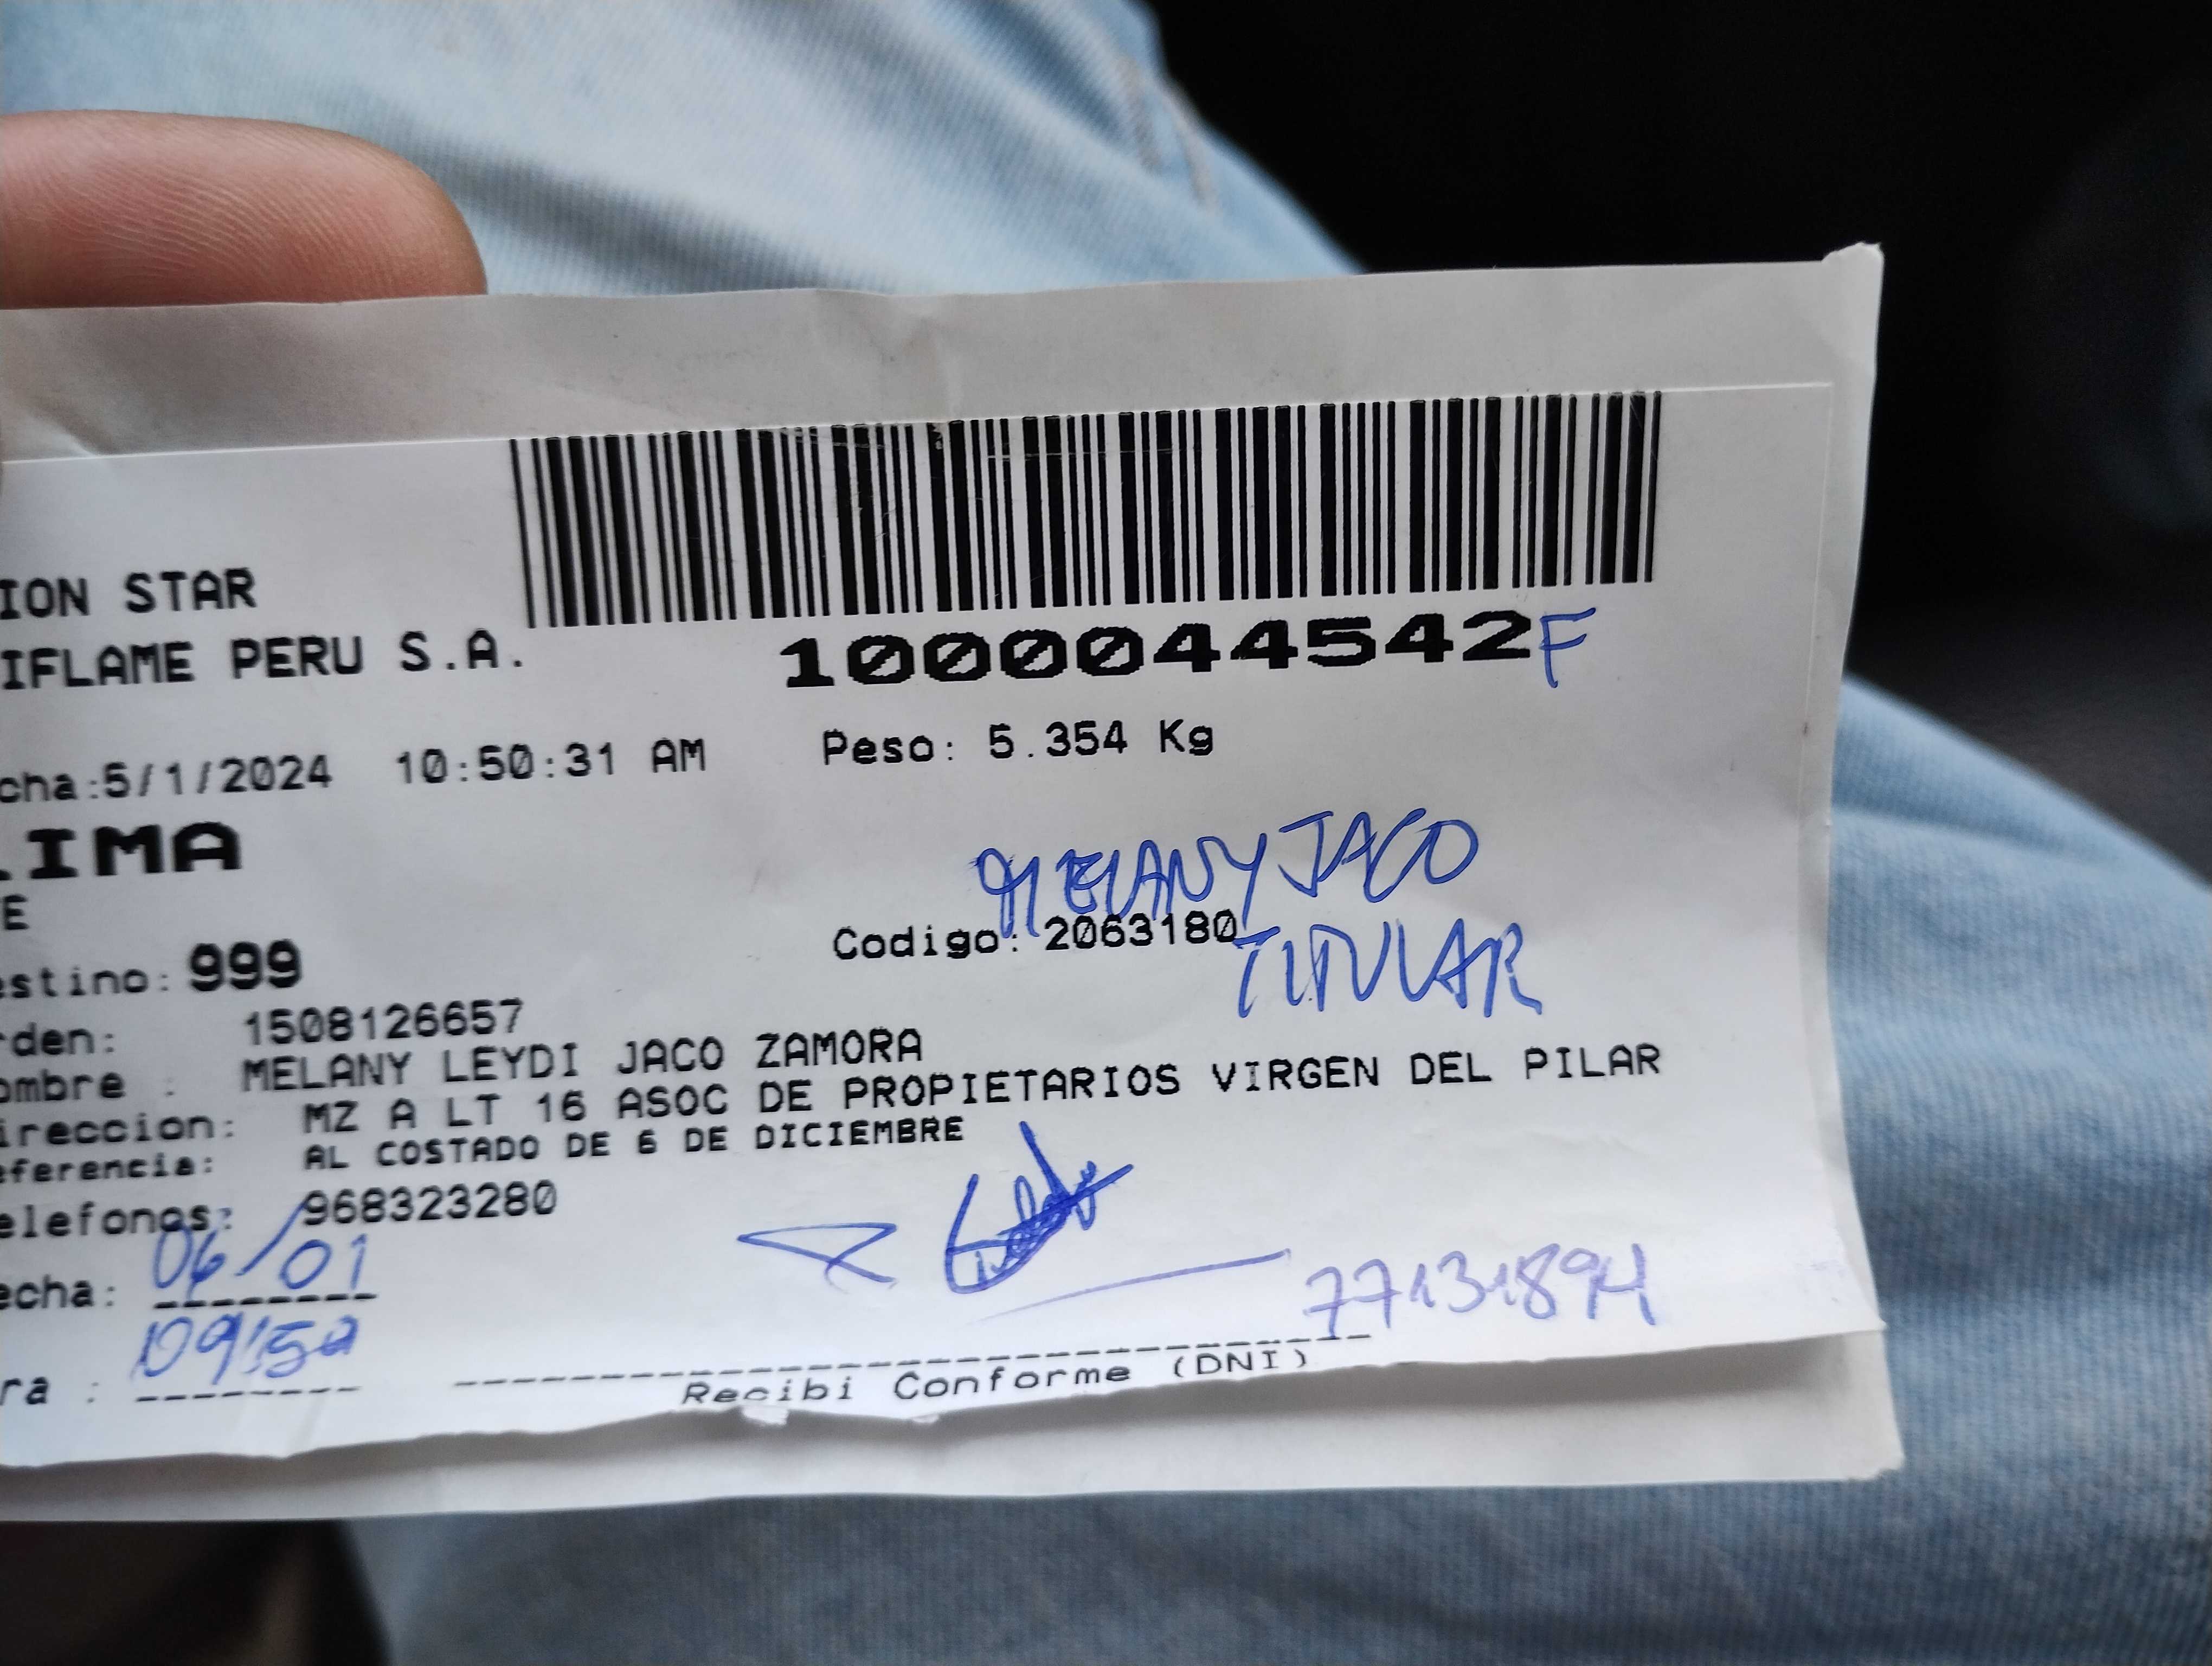 ION STAR
IFLAME PERU S.A.
1000044542F
cha:5/1/2024 10:50:31 AM Peso: 5.354 Kg
LIMA
E
MELANY JACO
Codigo: 2063180
TITULAR
estino: 999
rden: 1508126657
ombre : MELANY LEYDI JACO ZAMORA
ireccion: MZ A LT 16 ASOC DE PROPIETARIOS VIRGEN DEL PILAR
eferencia: AL COSTADO DE 6 DE DICIEMBRE
elefonos: 968323280
echa: 06/01
77131894
ra : 09:50
Recibi Conforme (DNI)